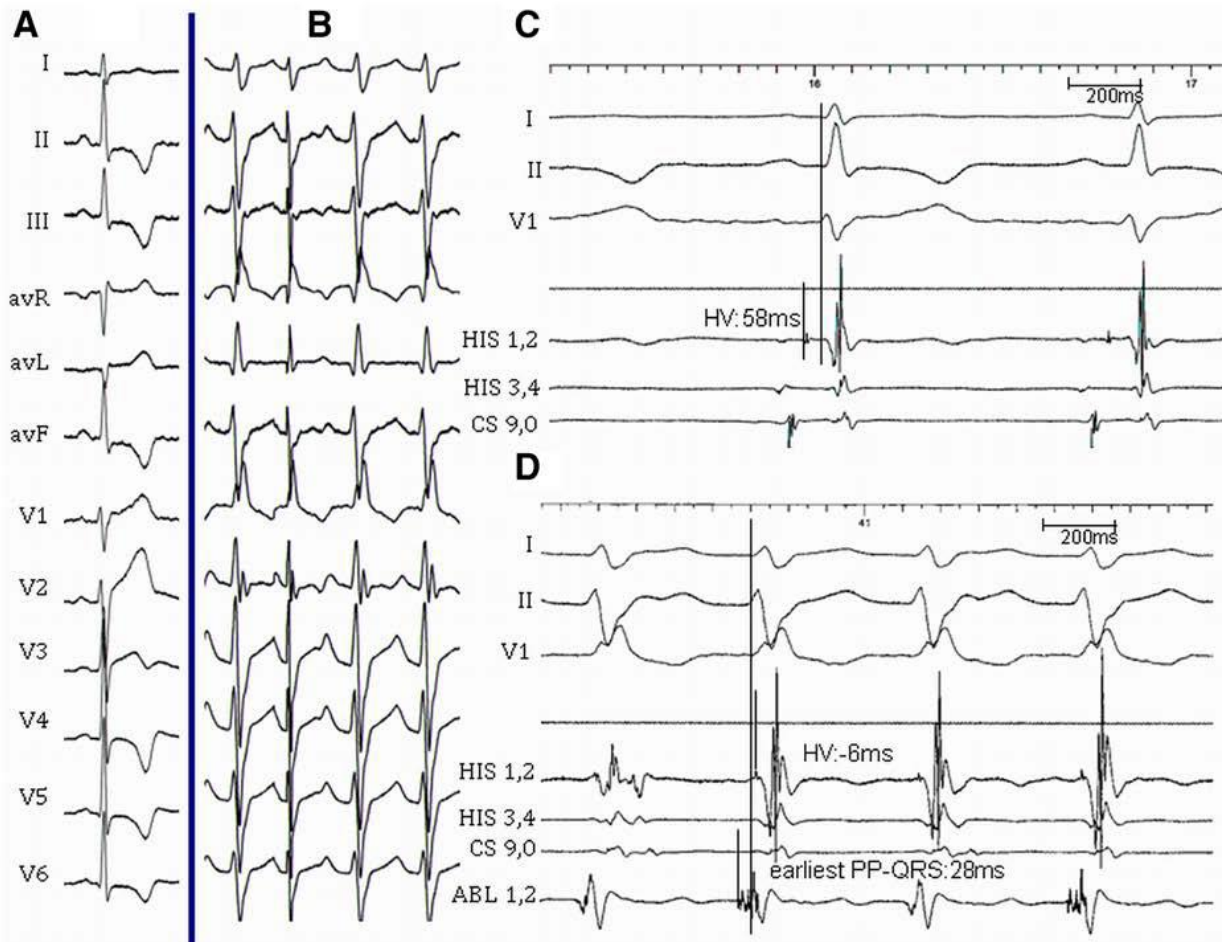 A
B
C
I
II
III
avR
avL
avF
V1
V2
V3
V4
V5
V6
16
17
200ms
I
II
V1
HV:58ms
HIS 1,2
HIS 3,4
CS 9,0
D
41
200ms
I
II
V1
HV:-6ms
HIS 1,2
HIS 3,4
CS 9,0
earliest PP-QRS:28ms
ABL 1,2